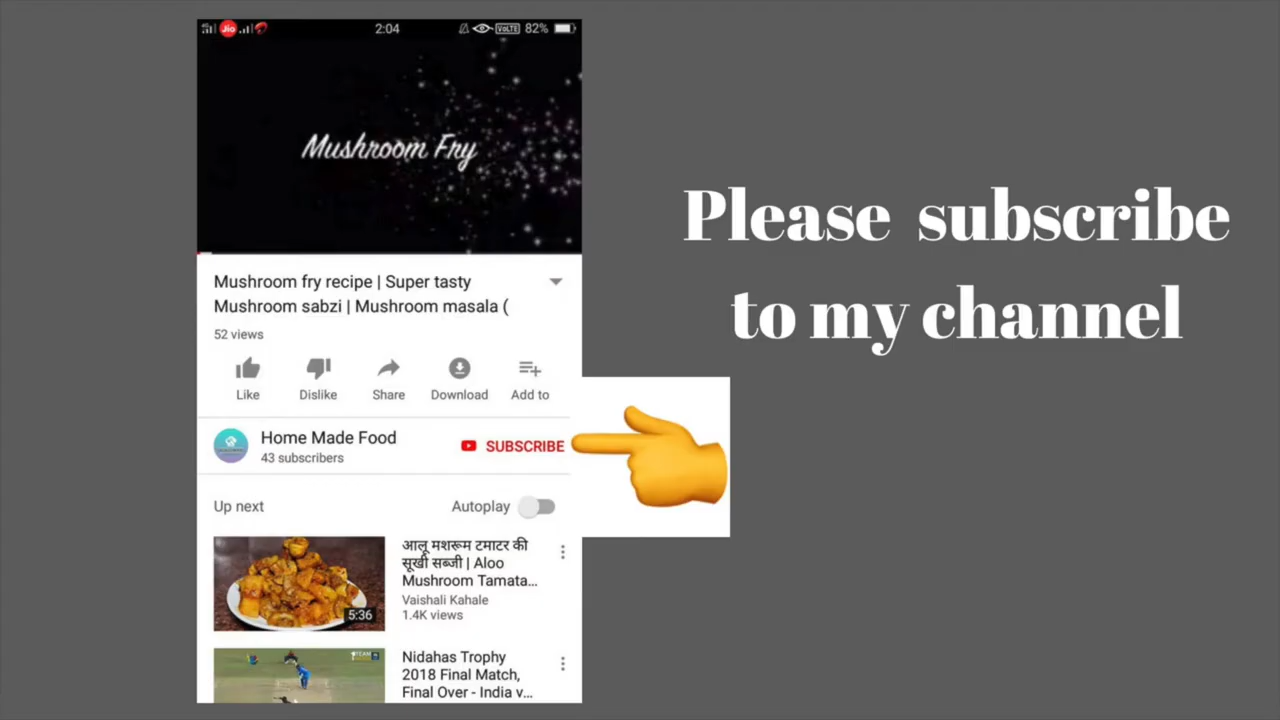 4G Jio 2:04 VoLTE 82%
Mushroom Fry
Mushroom fry recipe | Super tasty
Mushroom sabzi | Mushroom masala (
52 views
Like Dislike Share Download Add to
Home Made Food
43 subscribers
SUBSCRIBE
Up next Autoplay
आलू मशरूम टमाटर की
सूखी सब्जी | Aloo
Mushroom Tamata...
Vaishali Kahale
1.4K views
5:36
Nidahas Trophy
2018 Final Match,
Final Over - India v...
Please subscribe
to my channel